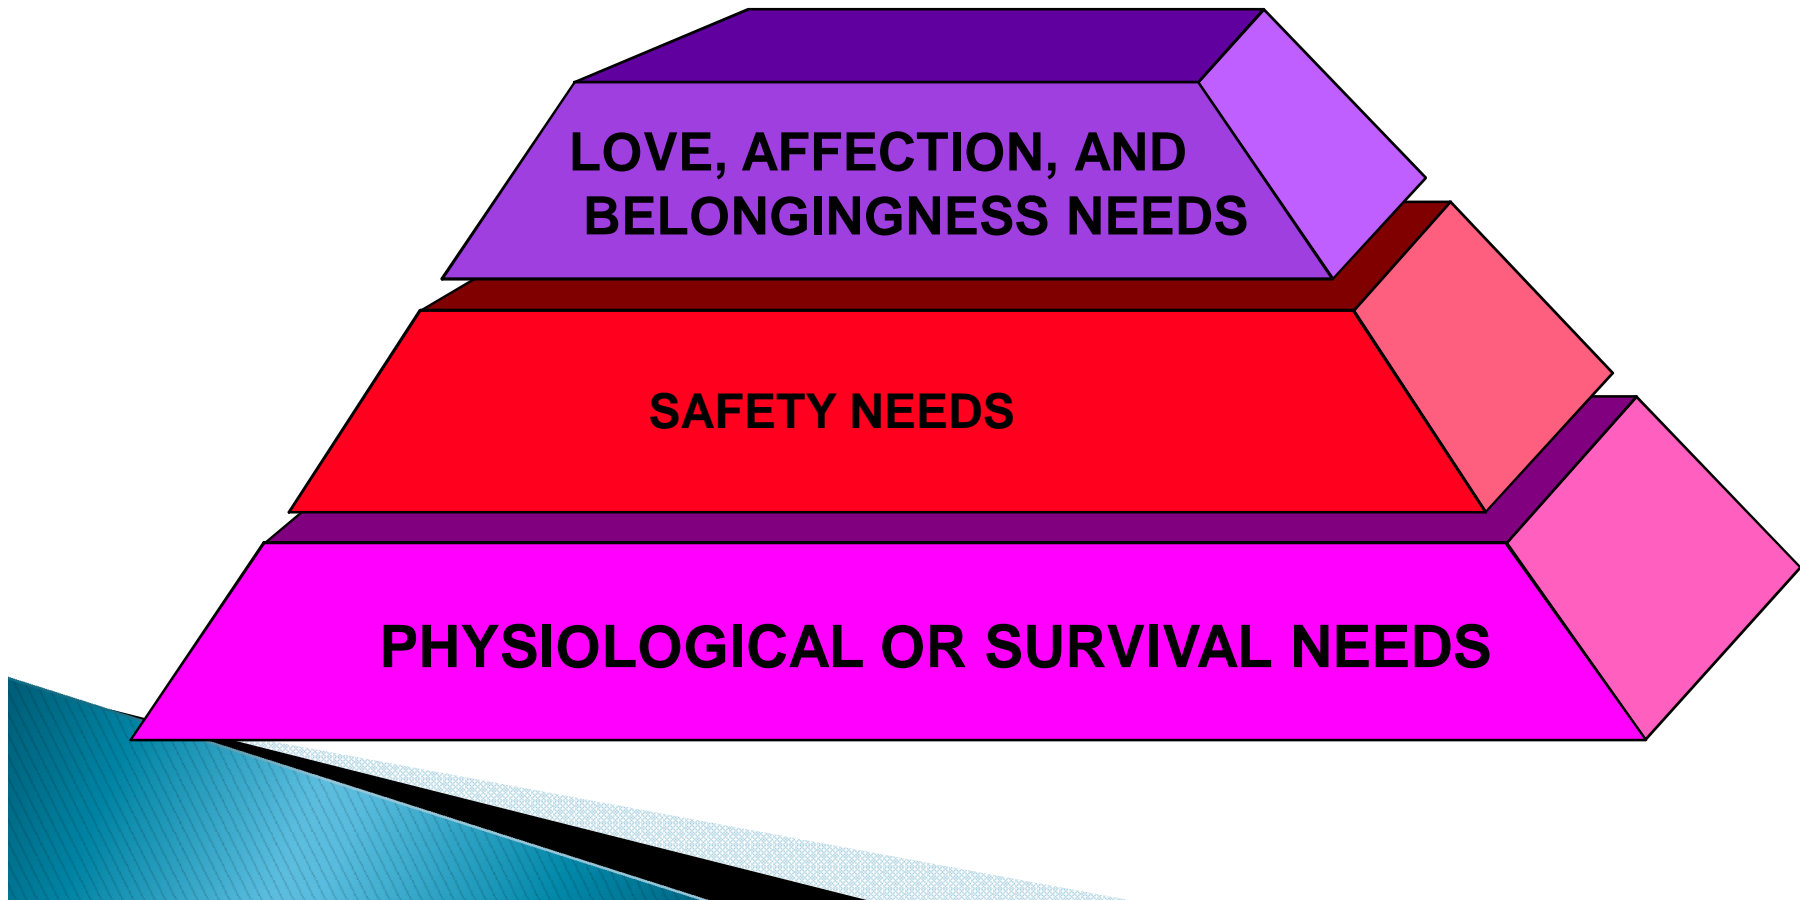 LOVE, AFFECTION, AND
BELONGINGNESS NEEDS
SAFETY NEEDS
PHYSIOLOGICAL OR SURVIVAL NEEDS